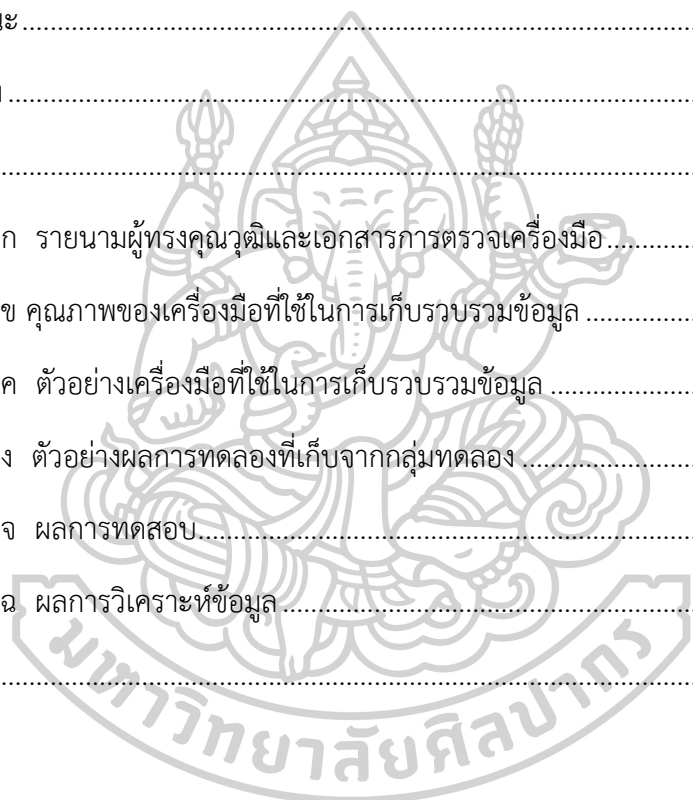 นะ........................................................................
ม ........................................................................
........................................................................
ก รายนามผู้ทรงคุณวุฒิและเอกสารการตรวจเครื่องมือ.............
ข คุณภาพของเครื่องมือที่ใช้ในการเก็บรวบรวมข้อมูล ...............
ค ตัวอย่างเครื่องมือที่ใช้ในการเก็บรวบรวมข้อมูล ....................
ง ตัวอย่างผลการทดลองที่เก็บจากกลุ่มทดลอง .......................
จ ผลการทดสอบ.......................................................
ฉ ผลการวิเคราะห์ข้อมูล .............................................
........................................................................
มหาวิทยาลัยศิลปากร